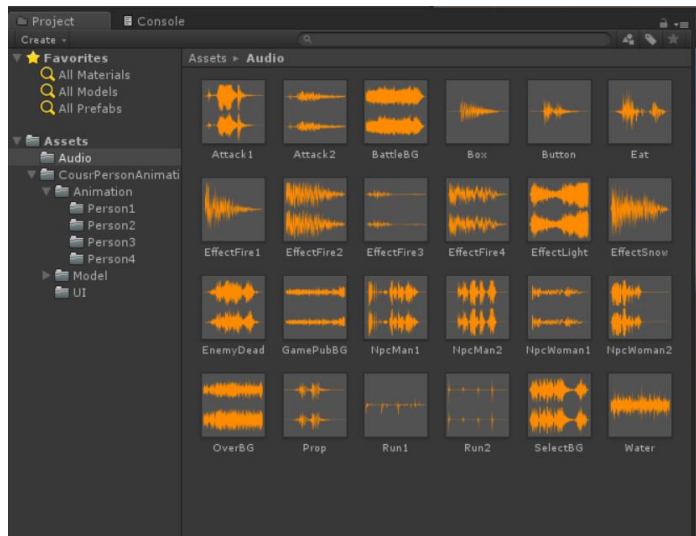 Project
Console
Create
Favorites
All Materials
All Models
All Prefabs
Assets
Audio
CousrPersonAnimati
Animation
Person1
Person2
Person3
Person4
Model
UI
Assets ▸ Audio
Attack1 Attack2 BattleBG Box Button Eat
EffectFire1 EffectFire2 EffectFire3 EffectFire4 EffectLight EffectSnow
EnemyDead GamePubBG NpcMan1 NpcMan2 NpcWoman1 NpcWoman2
OverBG Prop Run1 Run2 SelectBG Water